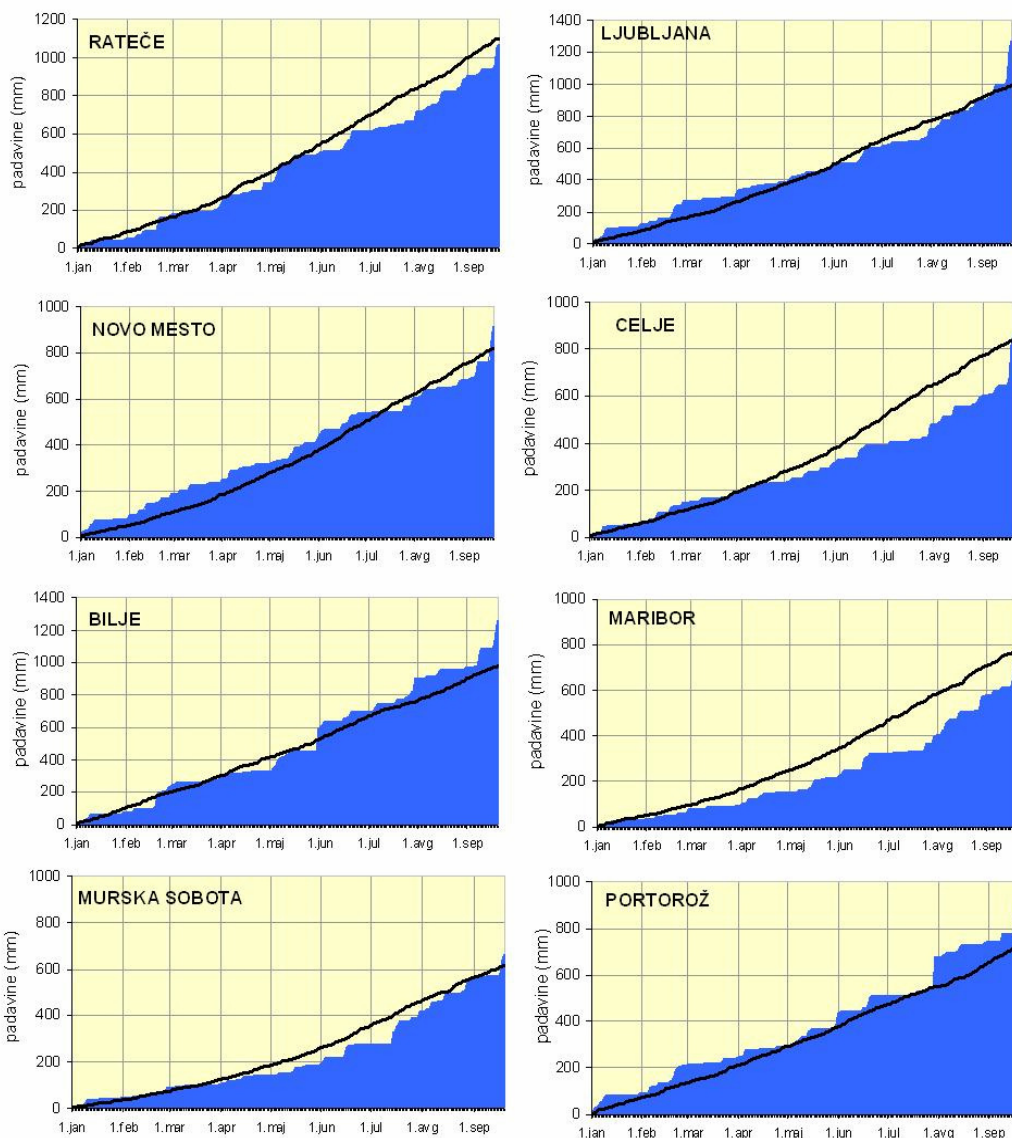 RATEČE
padavine (mm)
1200
1000
800
600
400
200
0
1.jan 1.feb 1.mar 1.apr 1.maj 1.jun 1.jul 1.avg 1.sep
LJUBLJANA
padavine (mm)
1400
1200
1000
800
600
400
200
0
1.jan 1.feb 1.mar 1.apr 1.maj 1.jun 1.jul 1.avg 1.sep
NOVO MESTO
padavine (mm)
1000
800
600
400
200
0
1.jan 1.feb 1.mar 1.apr 1.maj 1.jun 1.jul 1.avg 1.sep
CELJE
padavine (mm)
1000
800
600
400
200
0
1.jan 1.feb 1.mar 1.apr 1.maj 1.jun 1.jul 1.avg 1.sep
BILJE
padavine (mm)
1400
1200
1000
800
600
400
200
0
1.jan 1.feb 1.mar 1.apr 1.maj 1.jun 1.jul 1.avg 1.sep
MARIBOR
padavine (mm)
1000
800
600
400
200
0
1.jan 1.feb 1.mar 1.apr 1.maj 1.jun 1.jul 1.avg 1.sep
MURSKA SOBOTA
padavine (mm)
1000
800
600
400
200
0
1.jan 1.feb 1.mar 1.apr 1.maj 1.jun 1.jul 1.avg 1.sep
PORTOROŽ
padavine (mm)
1000
800
600
400
200
0
1.jan 1.feb 1.mar 1.apr 1.maj 1.jun 1.jul 1.avg 1.sep